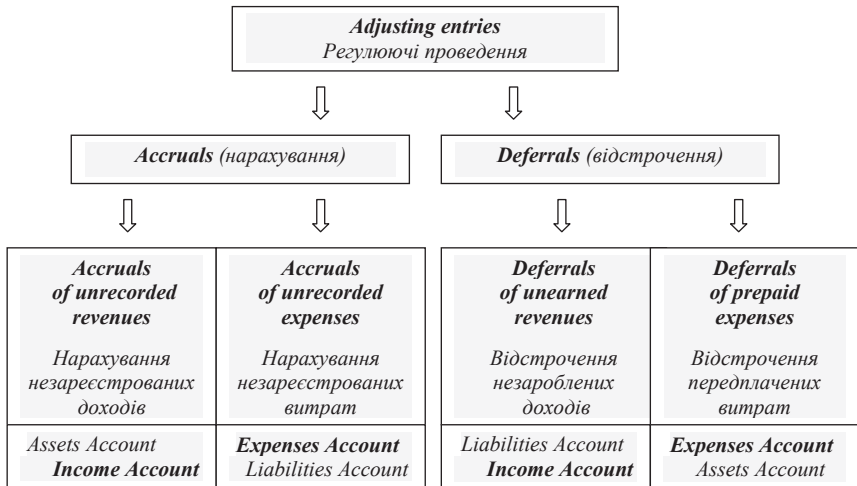 Adjusting entries
Регулюючі проведення
Accruals (нарахування)
Deferrals (відстрочення)
Accruals
of unrecorded
revenues
Нарахування
незареєстрованих
доходів
Accruals
of unrecorded
expenses
Нарахування
незареєстрованих
витрат
Deferrals
of unearned
revenues
Відстрочення
незароблених
доходів
Deferrals
of prepaid
expenses
Відстрочення
передплачених
витрат
Assets Account
Income Account
Expenses Account
Liabilities Account
Liabilities Account
Income Account
Expenses Account
Assets Account